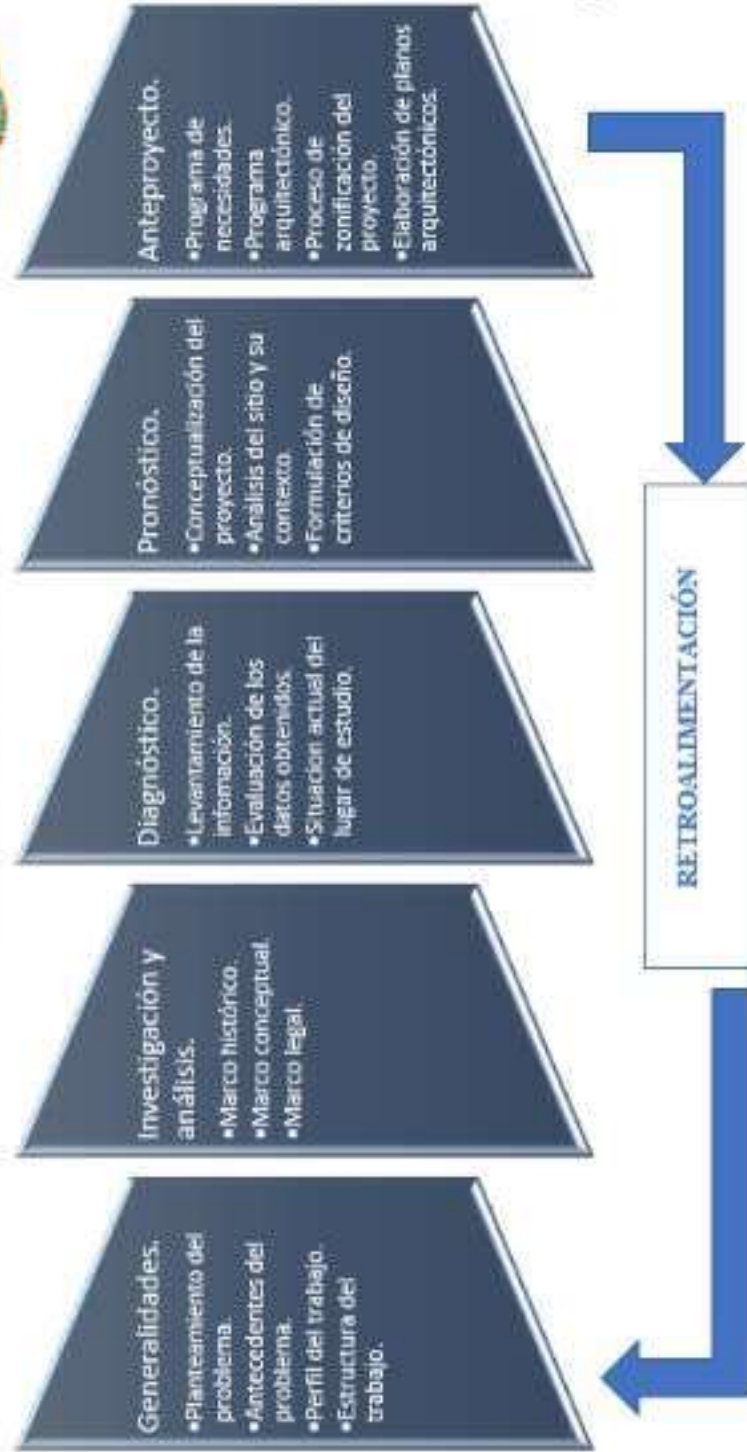 Generalidades.
•Planteamiento del
problema.
•Antecedentes del
problema.
•Perfil del trabajo.
•Estructura del
trabajo.
Investigación y
análisis.
•Marco histórico.
•Marco conceptual.
•Marco legal.
Diagnóstico.
•Levantamiento de la
infomación.
•Evaluación de los
datos obtenidos.
•Situacion actual del
lugar de estudio.
Pronóstico.
•Conceptualización del
proyecto.
•Análisis del sitio y su
contexto.
•Formulación de
criterios de diseño.
Anteproyecto.
•Programa de
necesidades.
•Programa
arquitectónico.
•Proceso de
zonificación del
proyecto.
•Elaboración de planos
arquitectónicos.
RETROALIMENTACIÓN